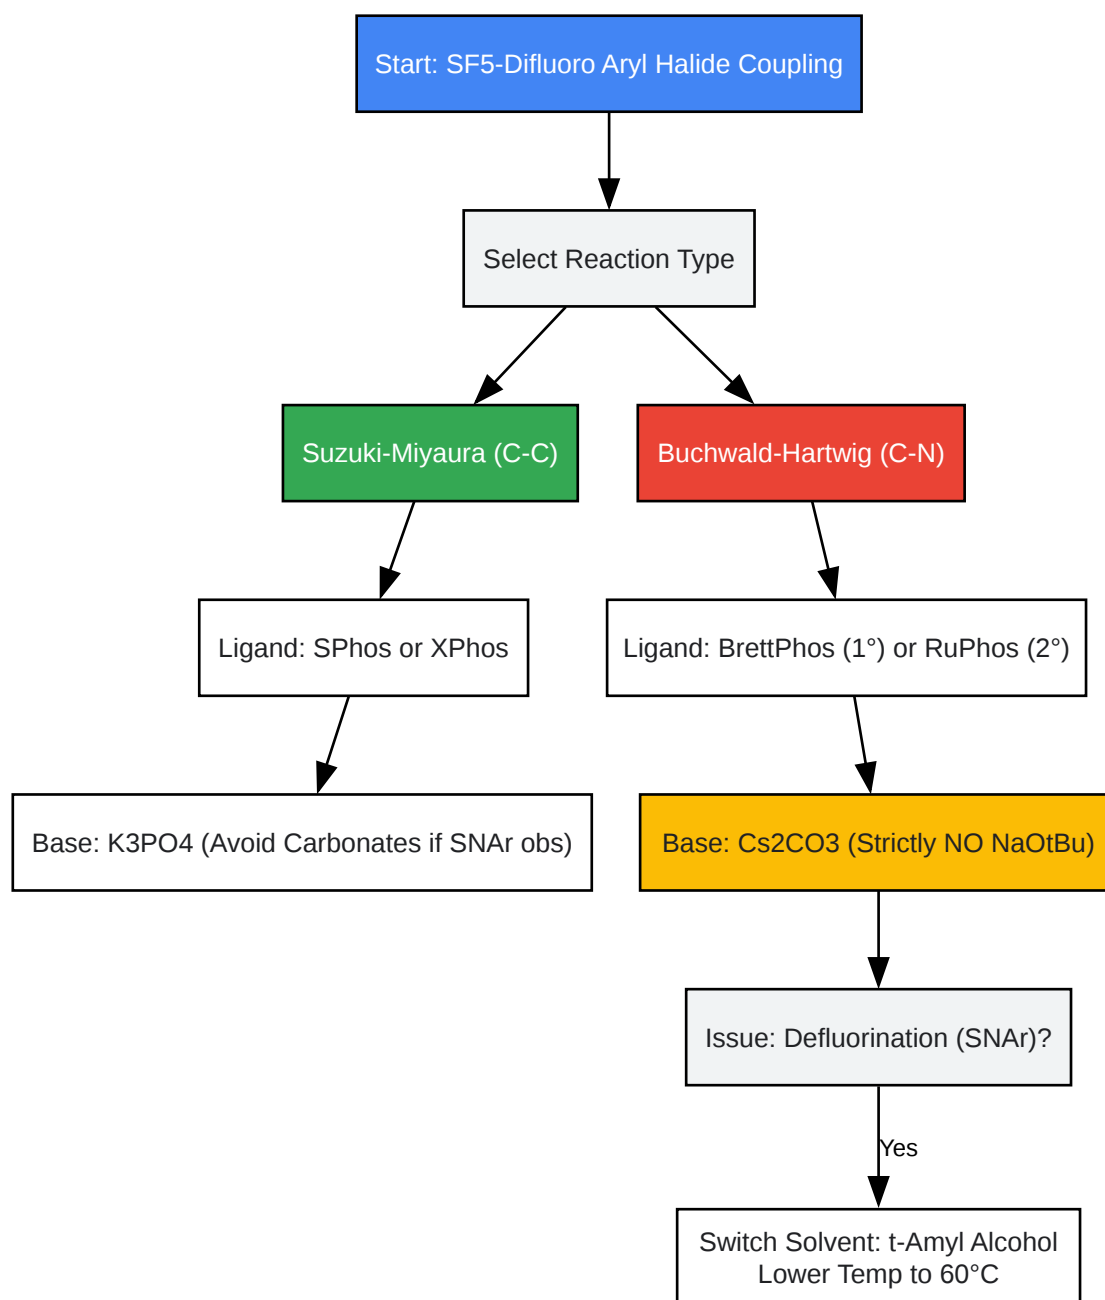 Start: SF5-Difluoro Aryl Halide Coupling
Select Reaction Type
Suzuki-Miyaura (C-C)
Buchwald-Hartwig (C-N)
Ligand: SPhos or XPhos
Ligand: BrettPhos (1°) or RuPhos (2°)
Base: K3PO4 (Avoid Carbonates if SNAr obs)
Base: Cs2CO3 (Strictly NO NaOtBu)
Issue: Defluorination (SNAr)?
Yes
Switch Solvent: t-Amyl Alcohol
Lower Temp to 60°C